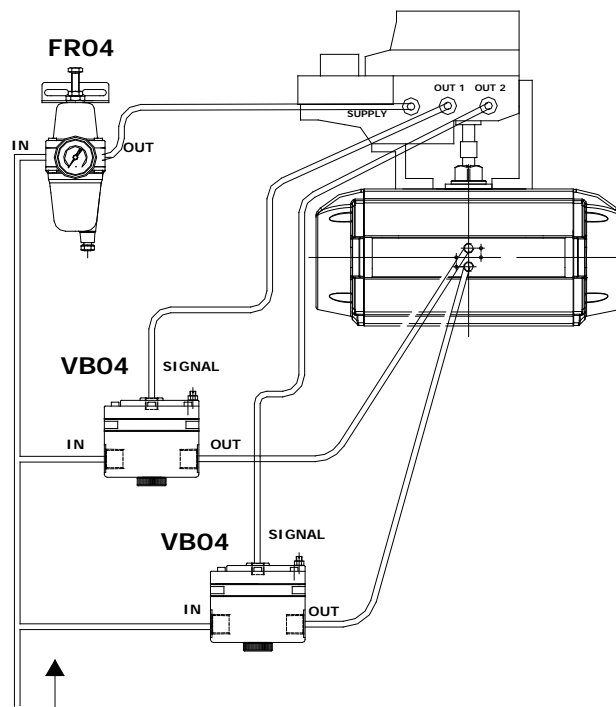 FR04
OUT 1 OUT 2
SUPPLY
IN
OUT
VB04
SIGNAL
IN
OUT
VB04
SIGNAL
IN
OUT